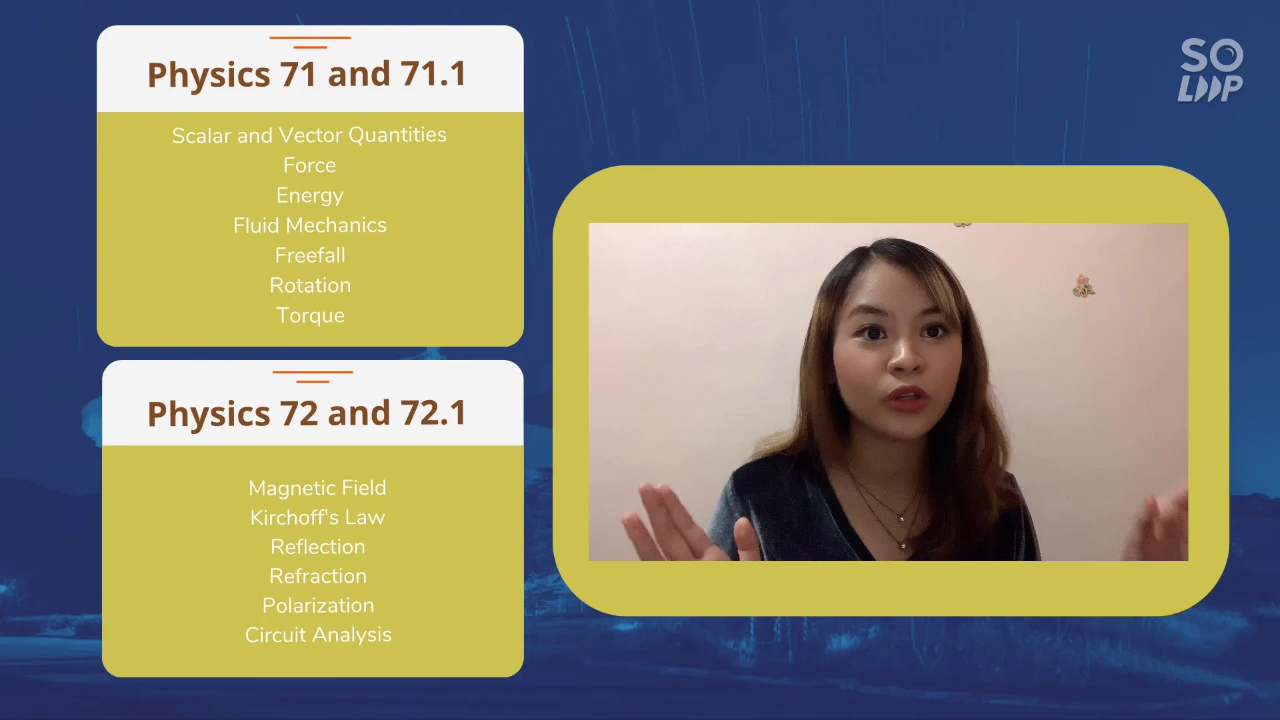 Physics 71 and 71.1
Scalar and Vector Quantities
Force
Energy
Fluid Mechanics
Freefall
Rotation
Torque
Physics 72 and 72.1
Magnetic Field
Kirchoff's Law
Reflection
Refraction
Polarization
Circuit Analysis
SO
LOOP